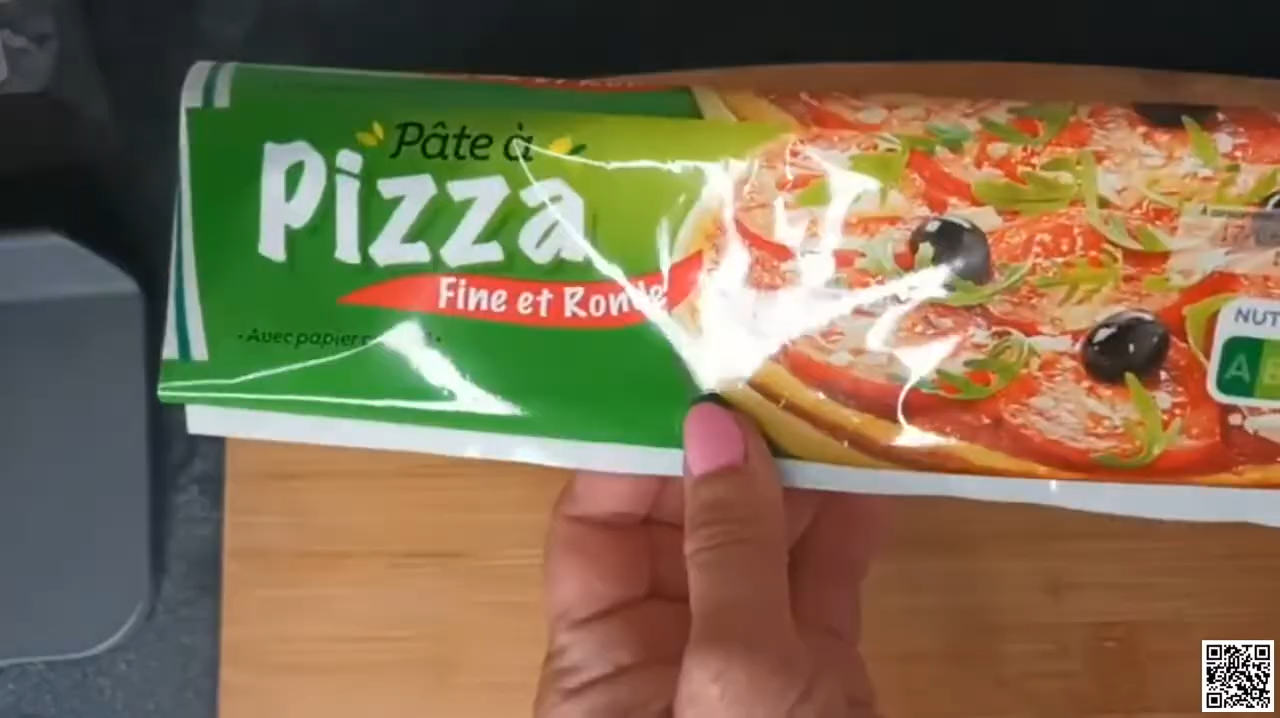 Pâte à
Pizza
Fine et Ronde
• Avec papier
NUT
A B